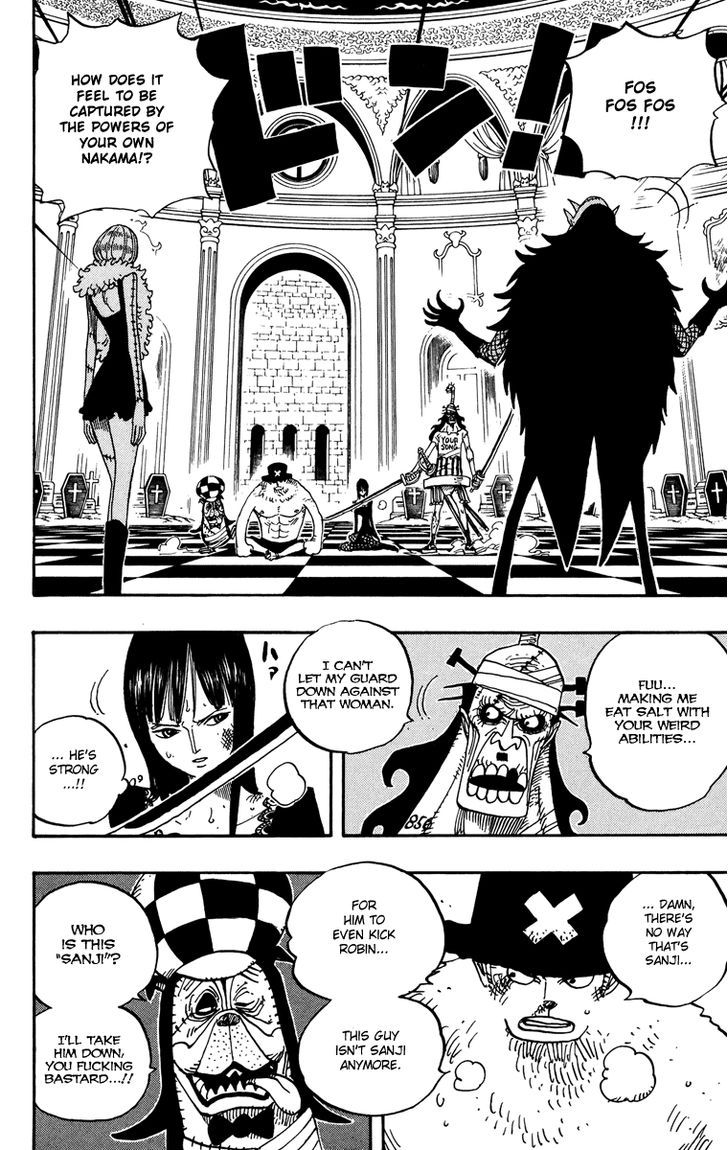 FOS
FOS FOS
!!!
ドン!
HOW DOES IT
FEEL TO BE
CAPTURED BY
THE POWERS OF
YOUR OWN
NAKAMA!?
YOUR
SONG
FUU...
MAKING ME
EAT SALT WITH
YOUR WEIRD
ABILITIES...
I CAN'T
LET MY GUARD
DOWN AGAINST
THAT WOMAN.
... HE'S
STRONG
...!!
... DAMN,
THERE'S
NO WAY
THAT'S
SANJI...
FOR
HIM TO
EVEN KICK
ROBIN...
THIS GUY
ISN'T SANJI
ANYMORE.
WHO
IS THIS
"SANJI"?
I'LL TAKE
HIM DOWN,
YOU FUCKING
BASTARD...!!